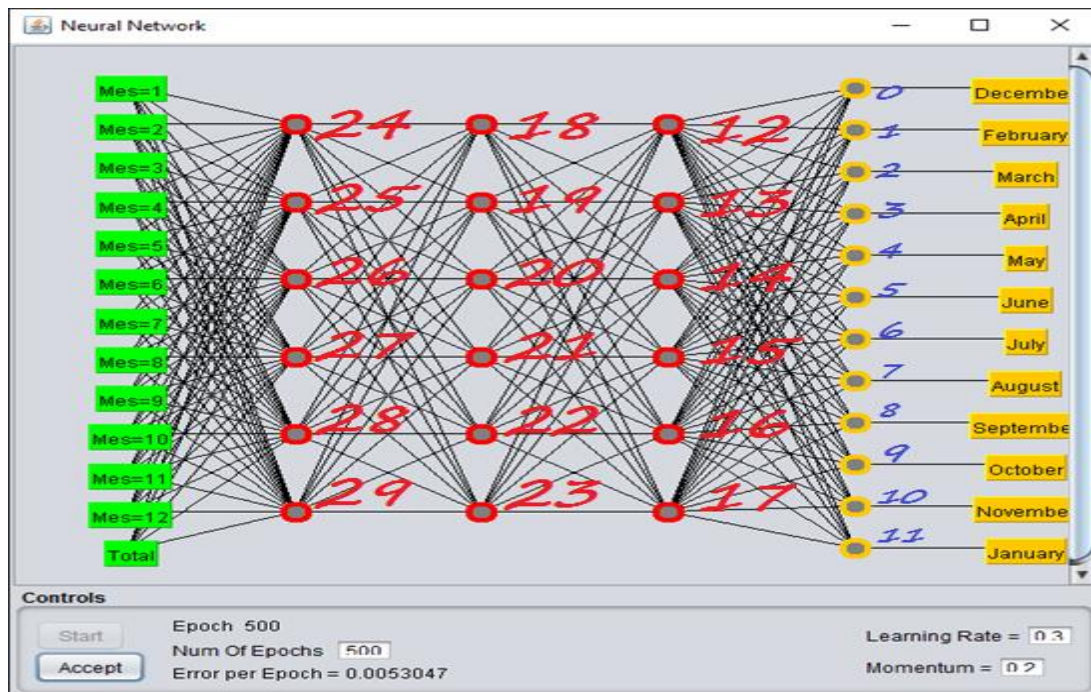 Neural Network
Mes=1
Mes=2
Mes=3
Mes=4
Mes=5
Mes=6
Mes=7
Mes=8
Mes=9
Mes=10
Mes=11
Mes=12
Total
24
25
26
27
28
29
18
19
20
21
22
23
12
13
14
15
16
17
0
1
2
3
4
5
6
7
8
9
10
11
Decembe
February
March
April
May
June
July
August
Septembe
October
Novembe
January
Controls
Start
Accept
Epoch 500
Num Of Epochs 500
Error per Epoch = 0.0053047
Learning Rate = 0.3
Momentum = 0.2